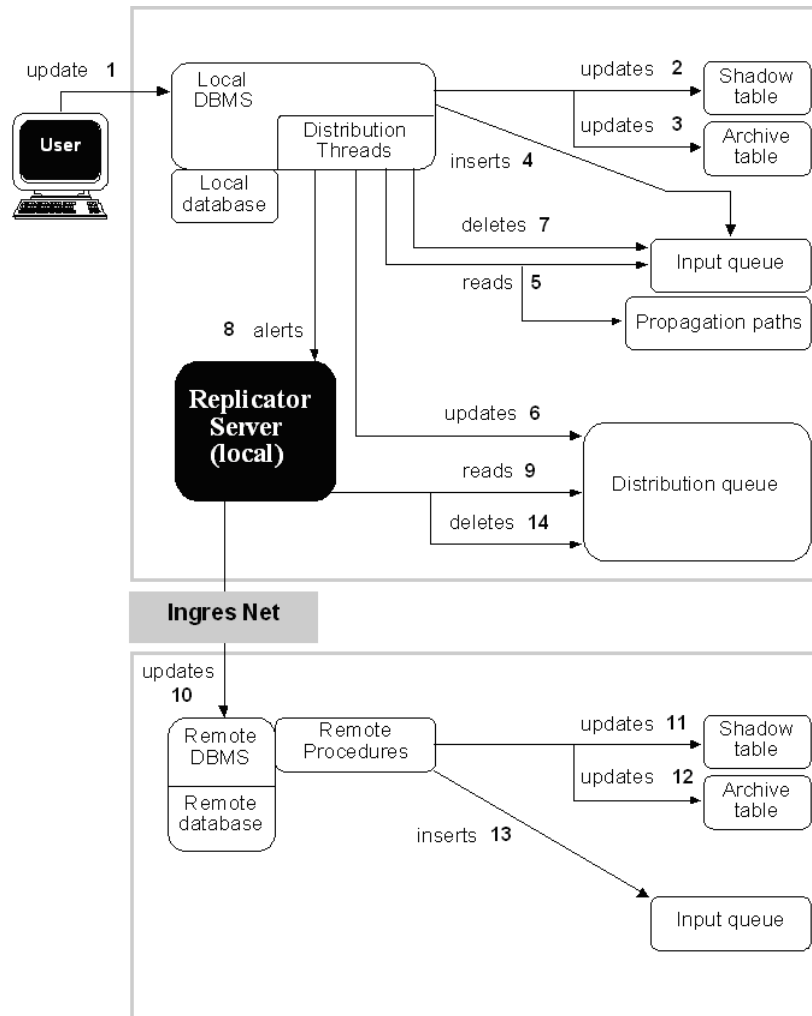 update 1
User
Local
DBMS
Distribution
Threads
Local
database
updates 2
Shadow
table
updates 3
Archive
table
inserts 4
deletes 7
Input queue
reads 5
Propagation paths
8 alerts
Replicator
Server
(local)
updates 6
reads 9
Distribution queue
deletes 14
Ingres Net
updates
10
Remote
DBMS
Remote
database
Remote
Procedures
updates 11
Shadow
table
updates 12
Archive
table
inserts 13
Input queue